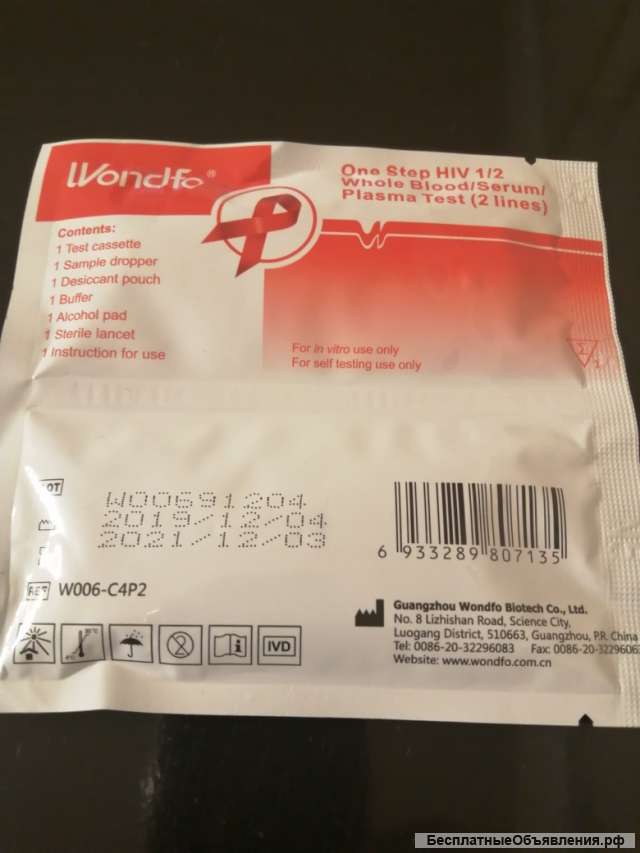 Wondfo®
One Step HIV 1/2
Whole Blood/Serum/
Plasma Test (2 lines)
Contents:
1 Test cassette
1 Sample dropper
1 Desiccant pouch
1 Buffer
1 Alcohol pad
1 Sterile lancet
1 Instruction for use
For in vitro use only
For self testing use only
LOT
W00691204
2019/12/04
2021/12/03
REF W006-C4P2
6 933289 807135
IVD
Guangzhou Wondfo Biotech Co., Ltd.
No. 8 Lizhishan Road, Science City,
Luogang District, 510663, Guangzhou, P.R. China
Tel: 0086-20-32296083 Fax: 0086-20-3229606
Website: www.wondfo.com.cn
БесплатныеОбъявления.рф